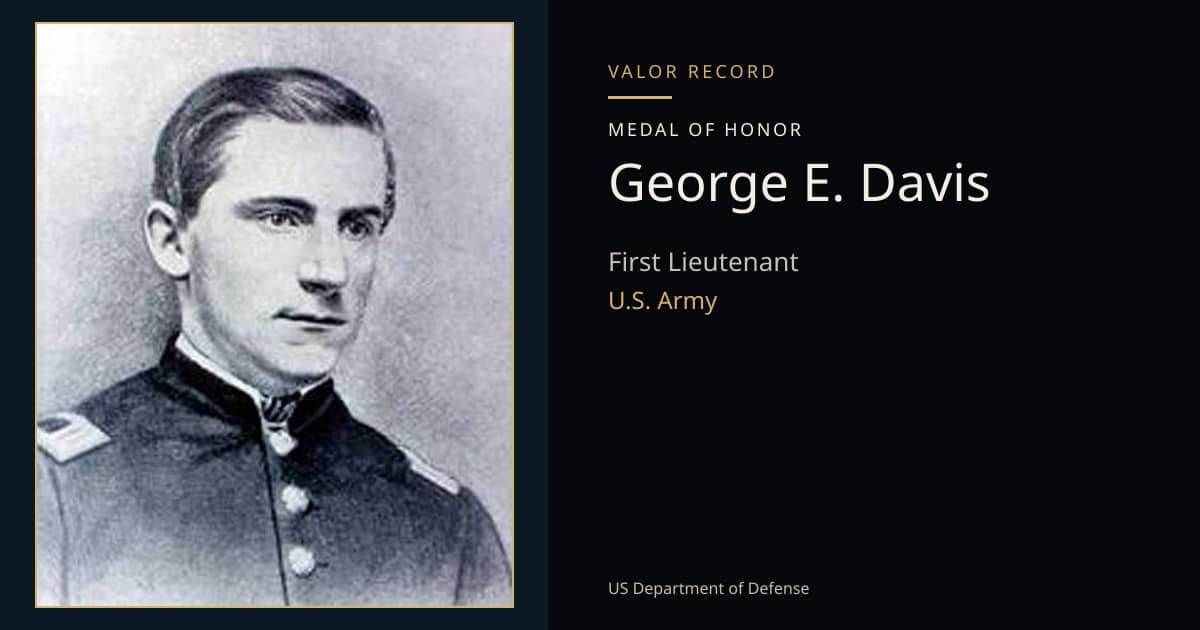 VALOR RECORD
MEDAL OF HONOR
George E. Davis
First Lieutenant
U.S. Army
US Department of Defense